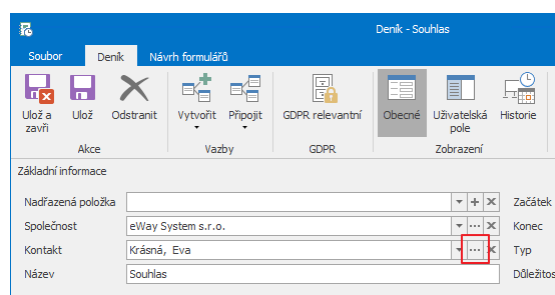 Deník - Souhlas
Soubor Deník Návrh formulářů
Ulož a zavři Ulož Odstranit Vytvořit Připojit GDPR relevantní Obecné Uživatelská pole Historie
Akce Vazby GDPR Zobrazení
Základní informace
Nadřazená položka Začátek
Společnost eWay System s.r.o. Konec
Kontakt Krásná, Eva Typ
Název Souhlas Důležitos